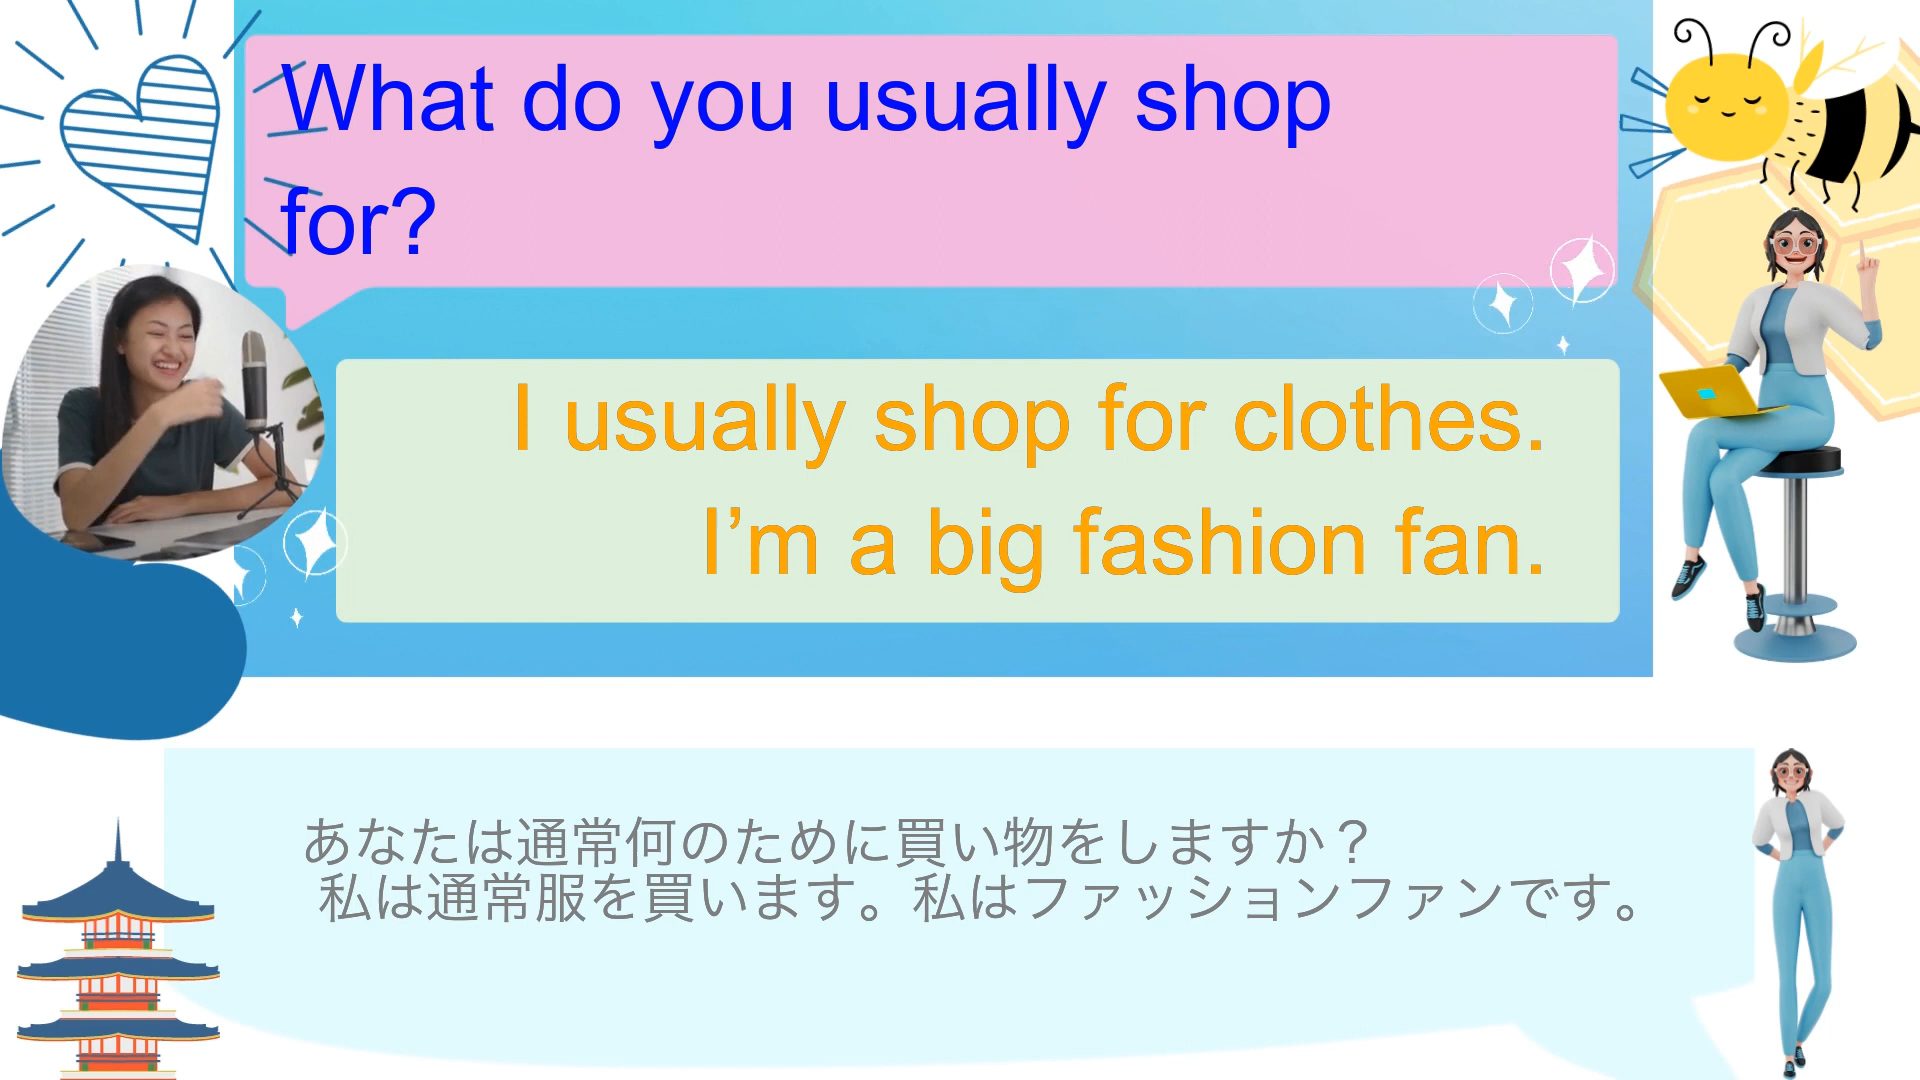 What do you usually shop
for?
I usually shop for clothes.
I’m a big fashion fan.
あなたは通常何のために買い物をしますか？
私は通常服を買います。私はファッションファンです。